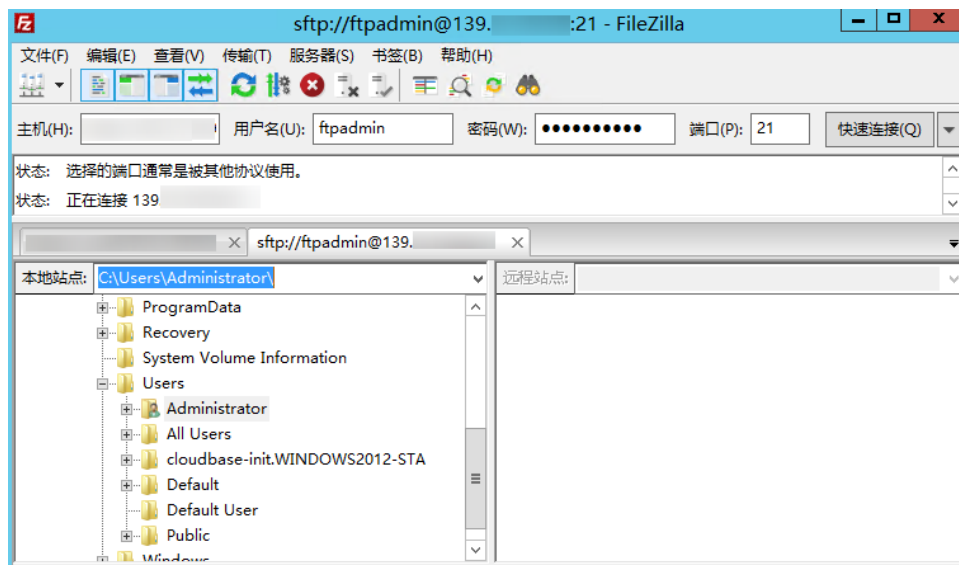 sftp://ftpadmin@139. :21 - FileZilla
文件(F) 编辑(E) 查看(V) 传输(T) 服务器(S) 书签(B) 帮助(H)
主机(H): 用户名(U): ftpadmin 密码(W): ●●●●●●●●●● 端口(P): 21 快速连接(Q)
状态: 选择的端口通常是被其他协议使用。
状态: 正在连接 139
sftp://ftpadmin@139.
本地站点: C:\Users\Administrator\ 远程站点:
ProgramData
Recovery
System Volume Information
Users
Administrator
All Users
cloudbase-init.WINDOWS2012-STA
Default
Default User
Public
Windows